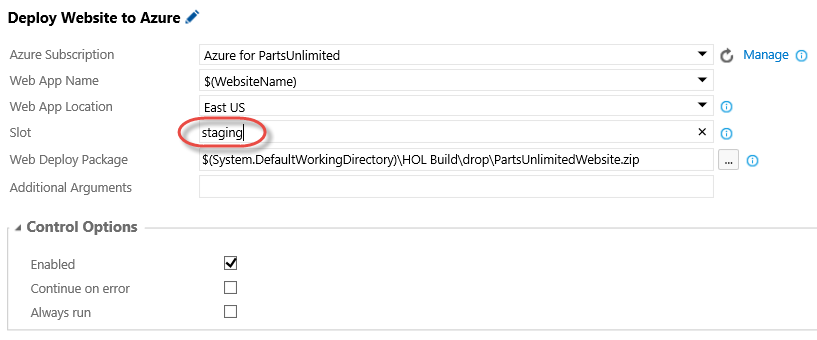 Deploy Website to Azure
Azure Subscription Azure for PartsUnlimited Manage
Web App Name $(WebsiteName)
Web App Location East US
Slot staging
Web Deploy Package $(System.DefaultWorkingDirectory)\HOL Build\drop\PartsUnlimitedWebsite.zip ...
Additional Arguments
Control Options
Enabled
Continue on error
Always run